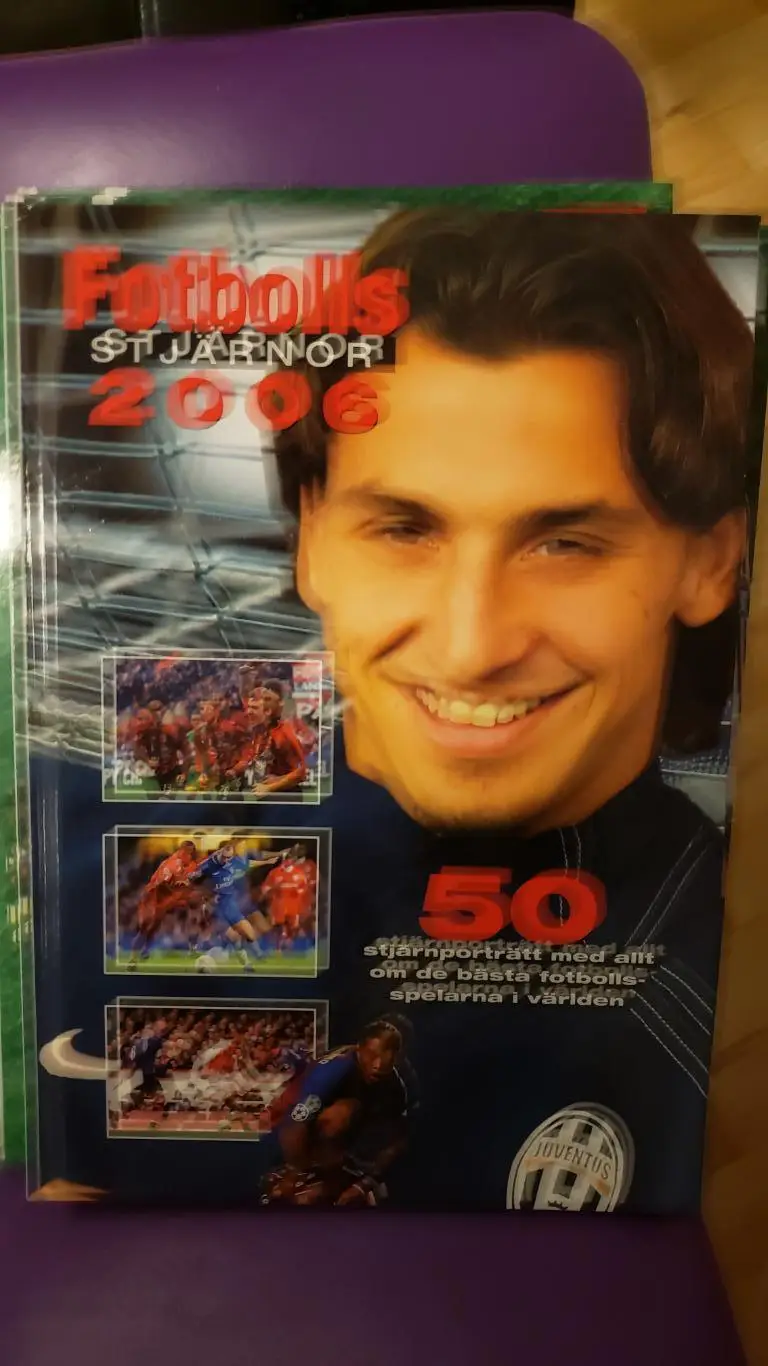 Fotbolls
STJÄRNOR
2006
50
stjärnporträtt med allt
om de bästa fotbolls-
spelarna i världen
JUVENTUS